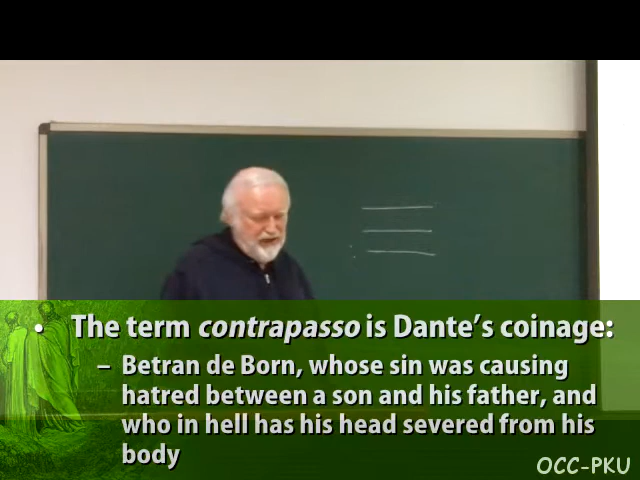 • The term contrapasso is Dante's coinage:
– Betran de Born, whose sin was causing
hatred between a son and his father, and
who in hell has his head severed from his
body
OCC-PKU